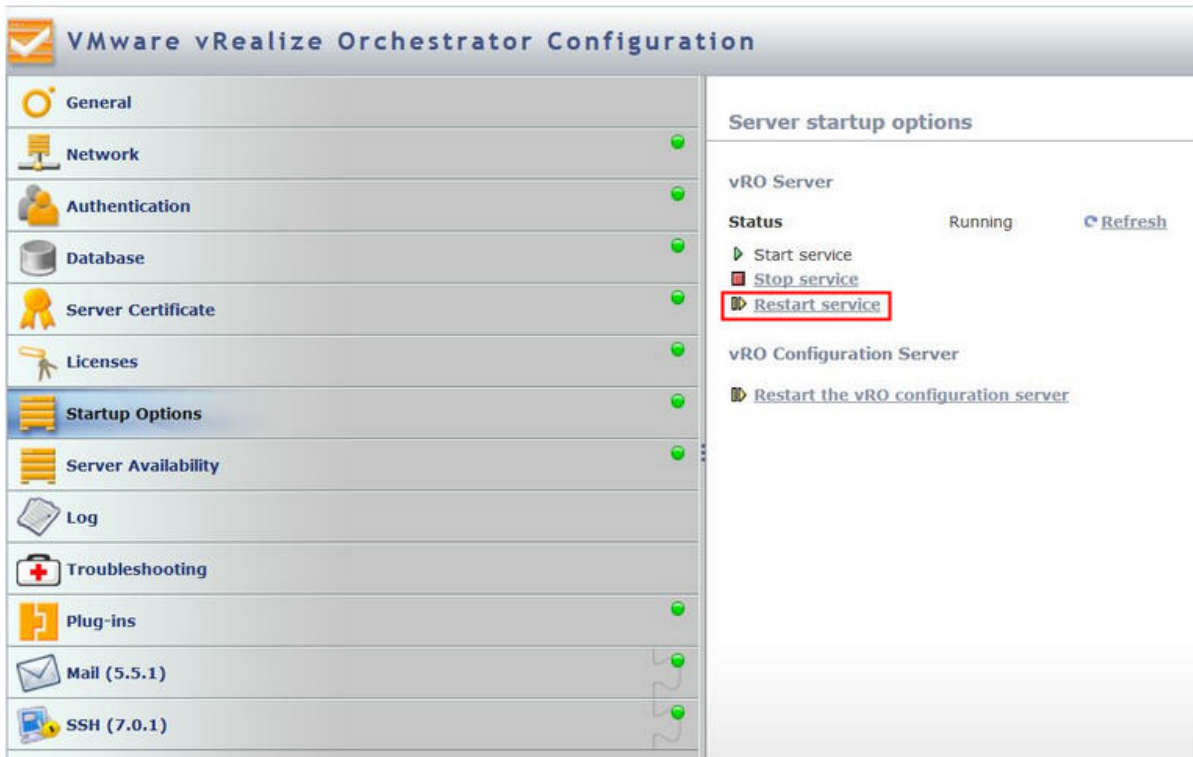 VMware vRealize Orchestrator Configuration
General
Network
Authentication
Database
Server Certificate
Licenses
Startup Options
Server Availability
Log
Troubleshooting
Plug-ins
Mail (5.5.1)
SSH (7.0.1)
Server startup options
vRO Server
Status Running Refresh
Start service
Stop service
Restart service
vRO Configuration Server
Restart the vRO configuration server